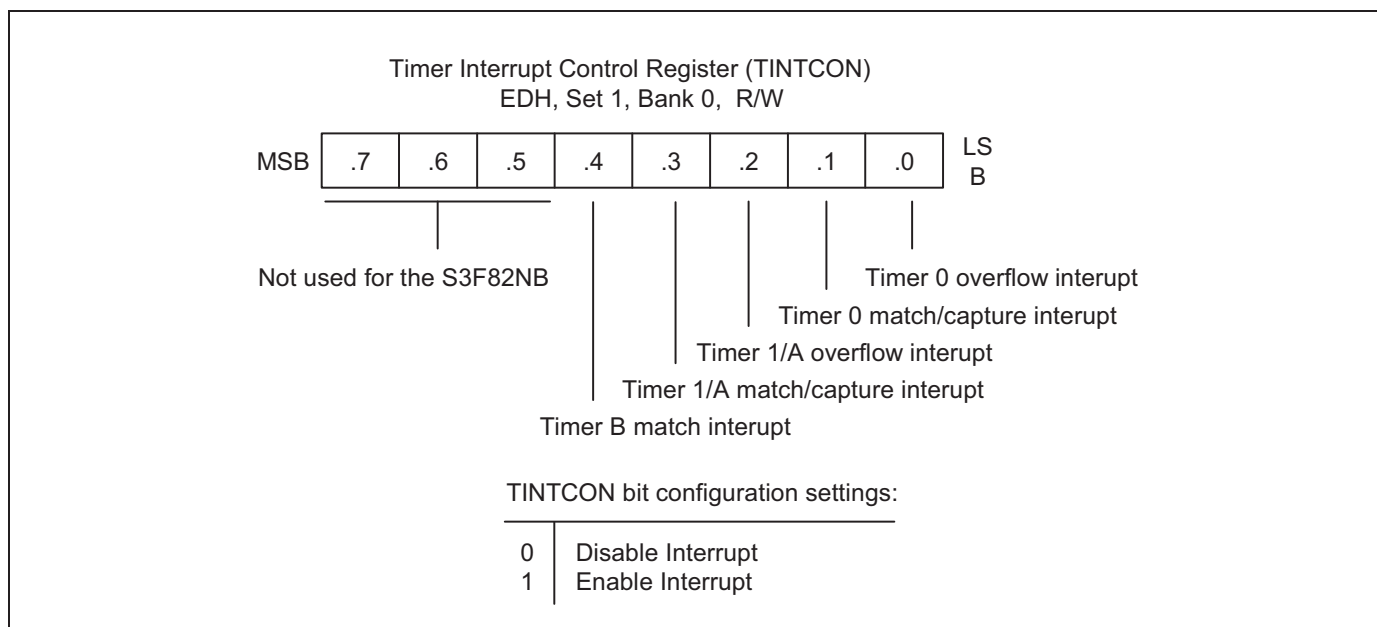 Timer Interrupt Control Register (TINTCON)
EDH, Set 1, Bank 0, R/W
MSB .7 .6 .5 .4 .3 .2 .1 .0 LS
B
Not used for the S3F82NB
Timer 0 overflow interupt
Timer 0 match/capture interupt
Timer 1/A overflow interupt
Timer 1/A match/capture interupt
Timer B match interupt
TINTCON bit configuration settings:
0 Disable Interrupt
1 Enable Interrupt